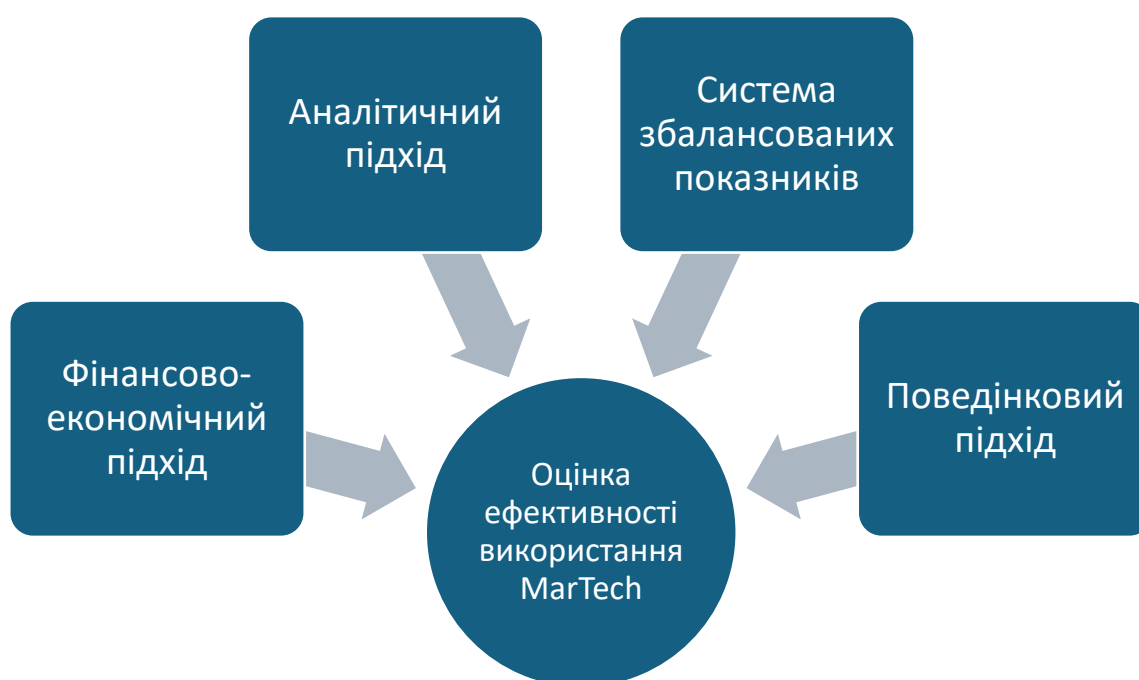 Аналітичний
підхід
Система
збалансованих
показників
Фінансово-
економічний
підхід
Поведінковий
підхід
Оцінка
ефективності
використання
MarTech